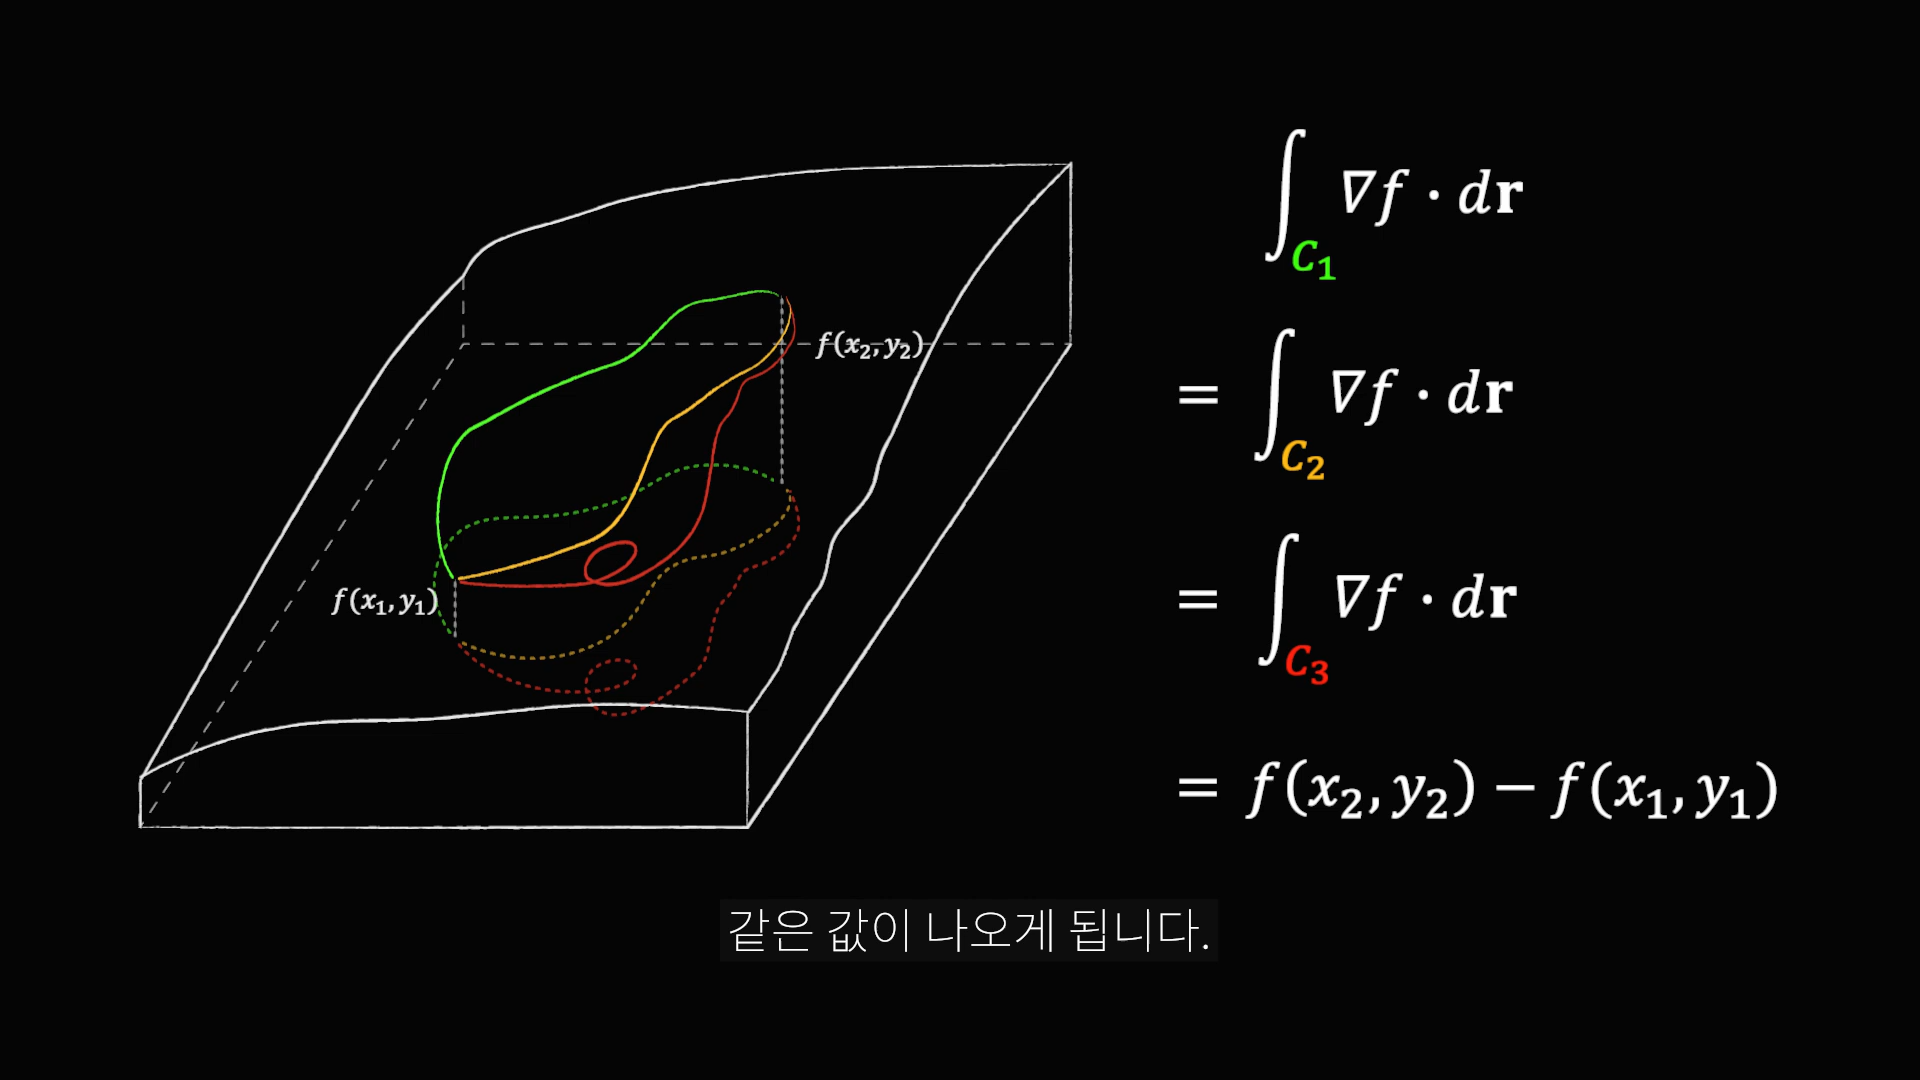 ∫_{C₁} ∇f · d𝐫
f(x₂, y₂)
= ∫_{C₂} ∇f · d𝐫
f(x₁, y₁)
= ∫_{C₃} ∇f · d𝐫
= f(x₂, y₂) − f(x₁, y₁)
같은 값이 나오게 됩니다.